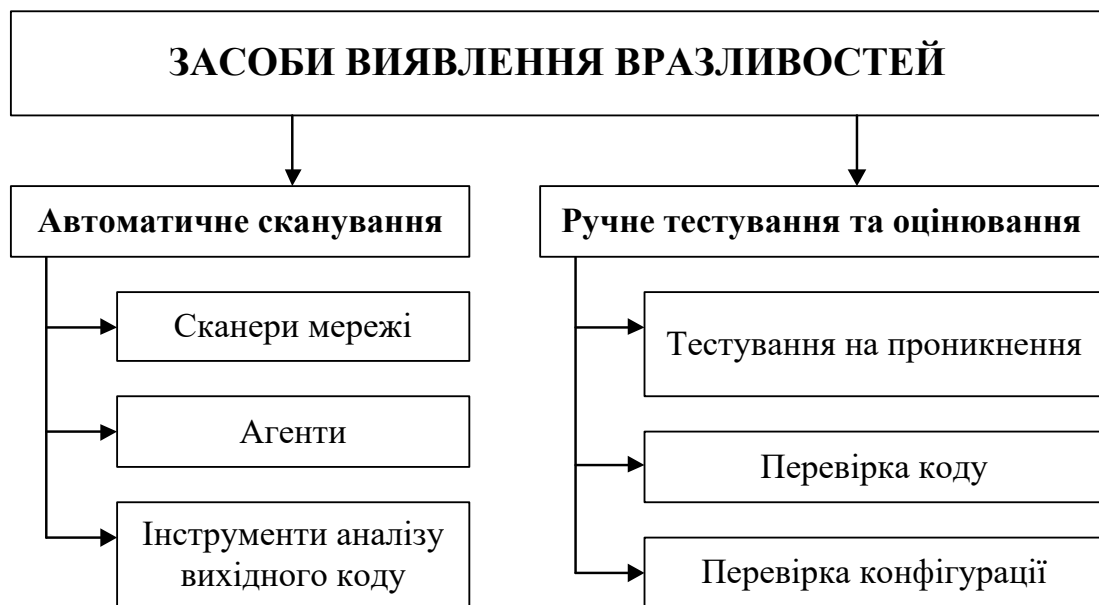 ЗАСОБИ ВИЯВЛЕННЯ ВРАЗЛИВОСТЕЙ
Автоматичне сканування
Сканери мережі
Агенти
Інструменти аналізу
вихідного коду
Ручне тестування та оцінювання
Тестування на проникнення
Перевірка коду
Перевірка конфігурації